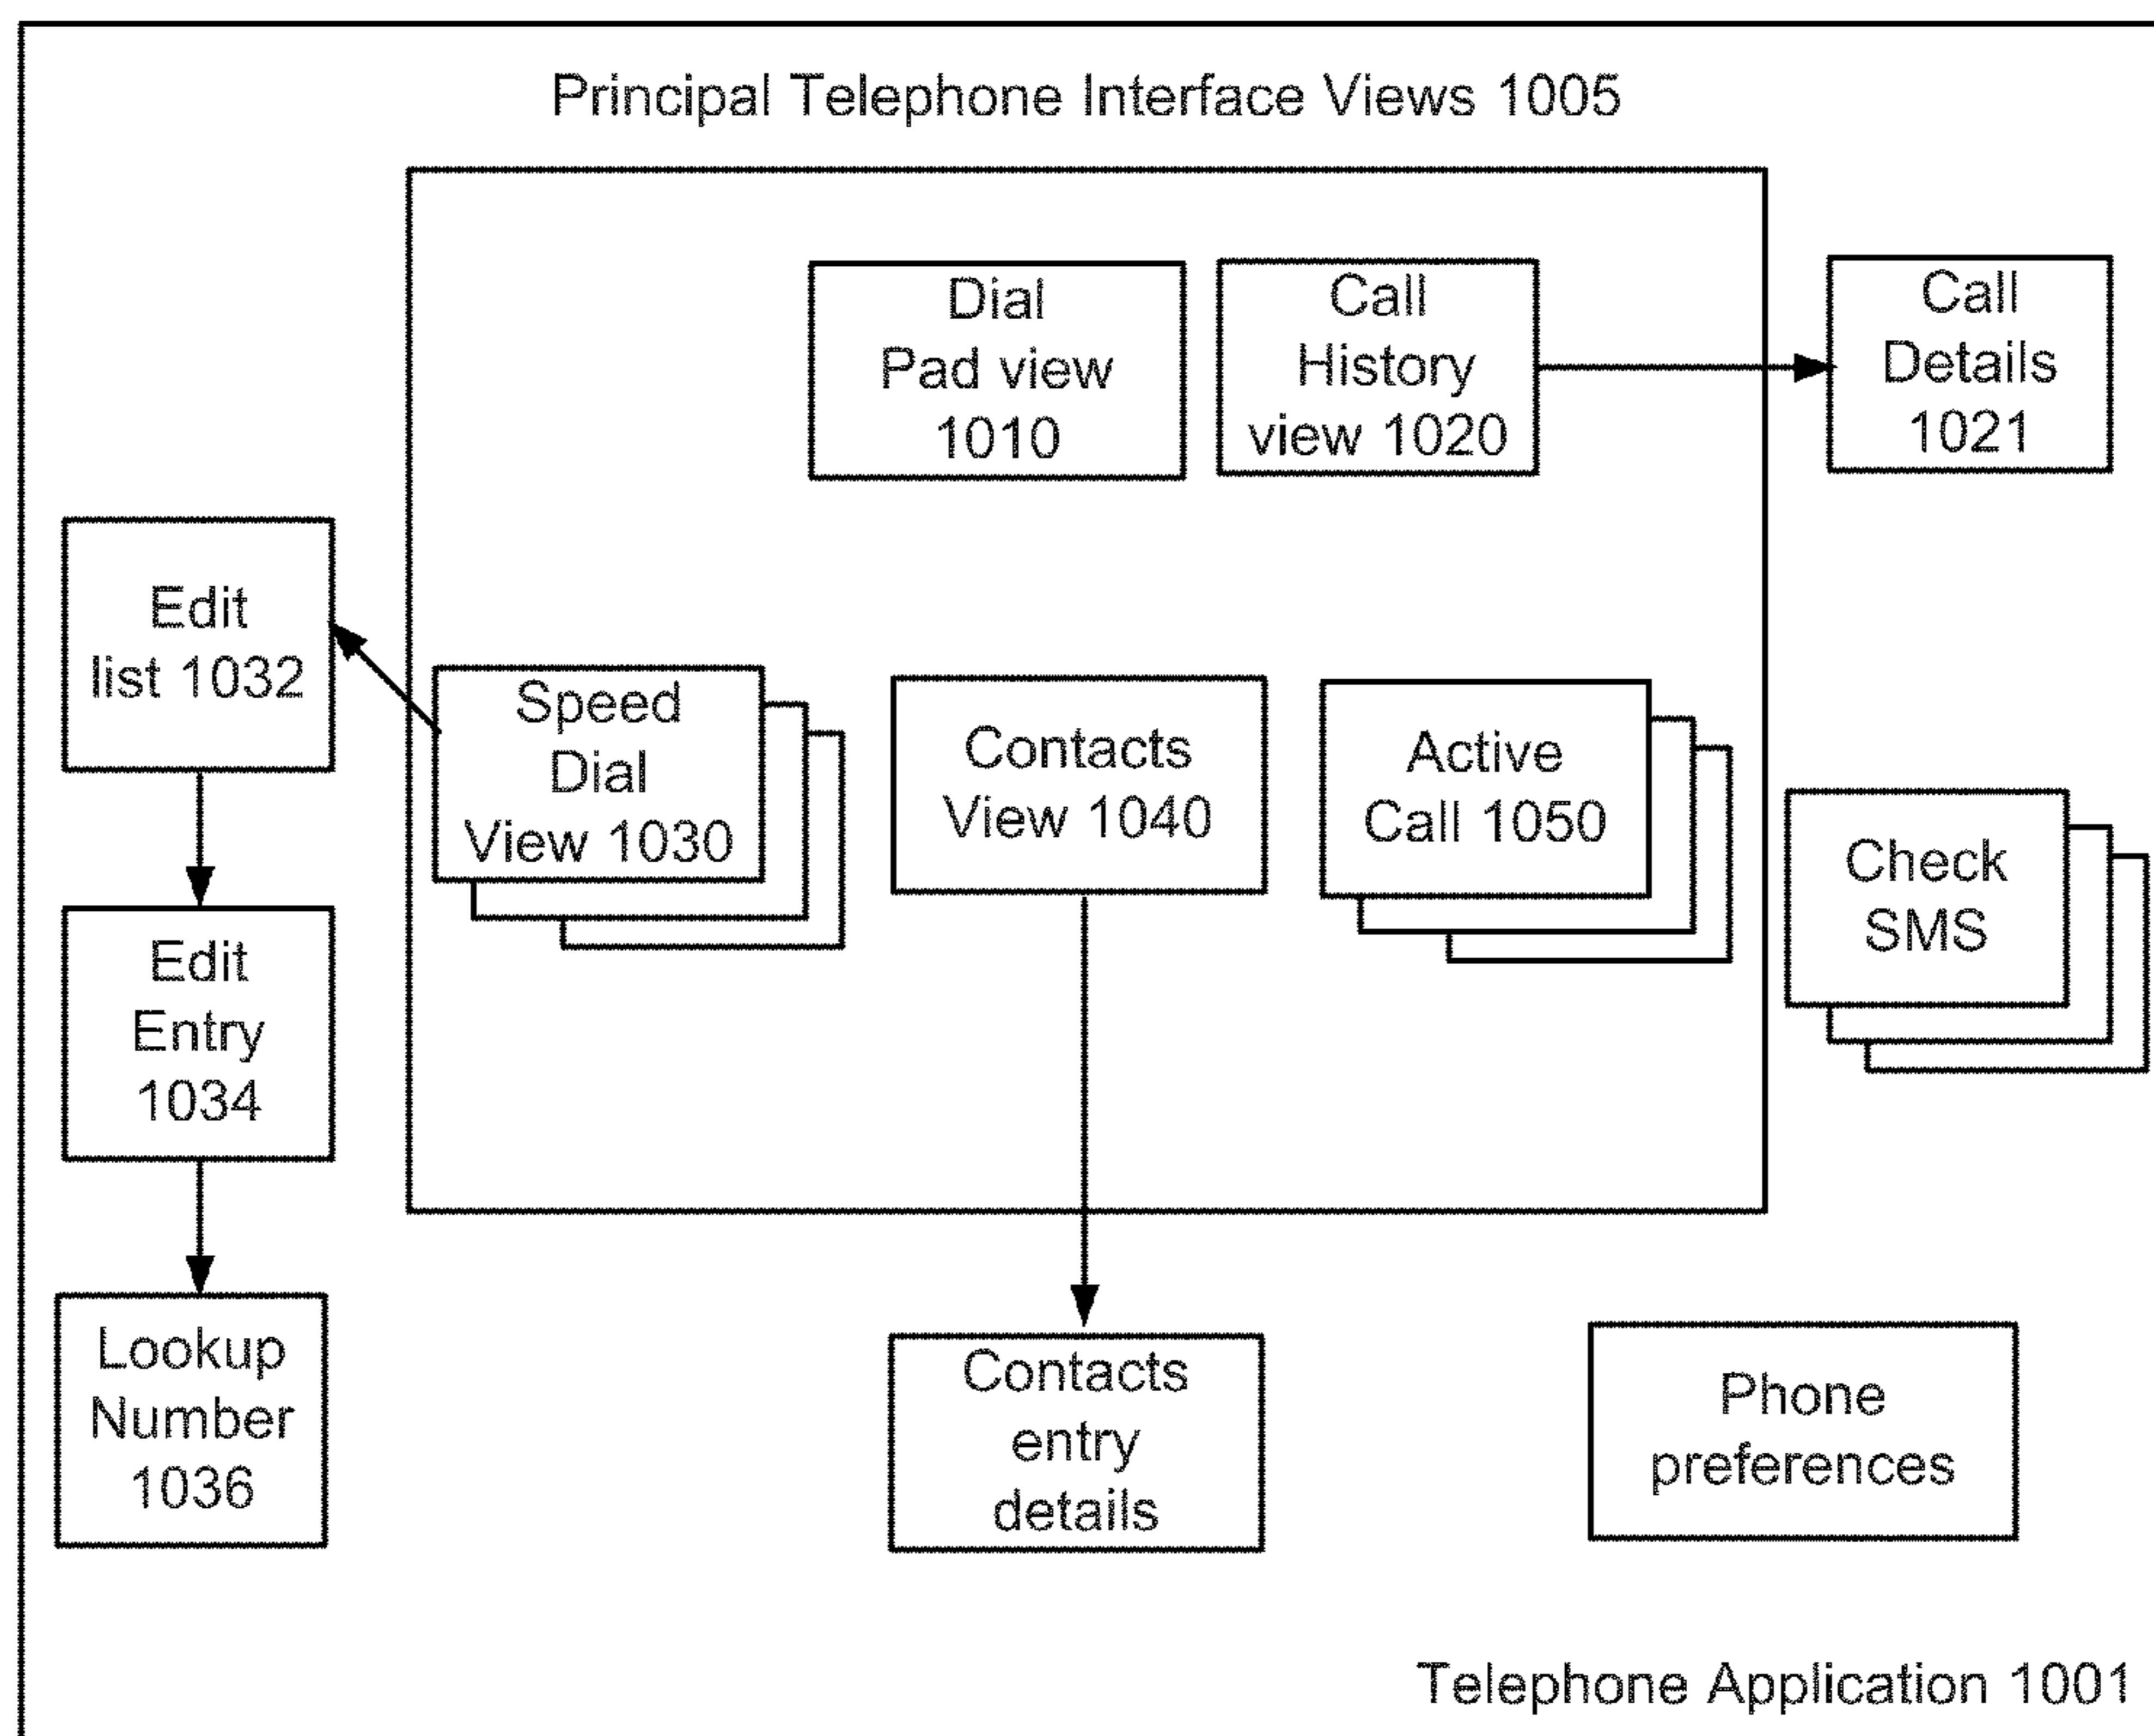 Principal Telephone Interface Views 1005
Dial
Pad view
1010
Call
History
view 1020
Call
Details
1021
Edit
list 1032
Speed
Dial
View 1030
Contacts
View 1040
Active
Call 1050
Check
SMS
Edit
Entry
1034
Lookup
Number
1036
Contacts
entry
details
Phone
preferences
Telephone Application 1001